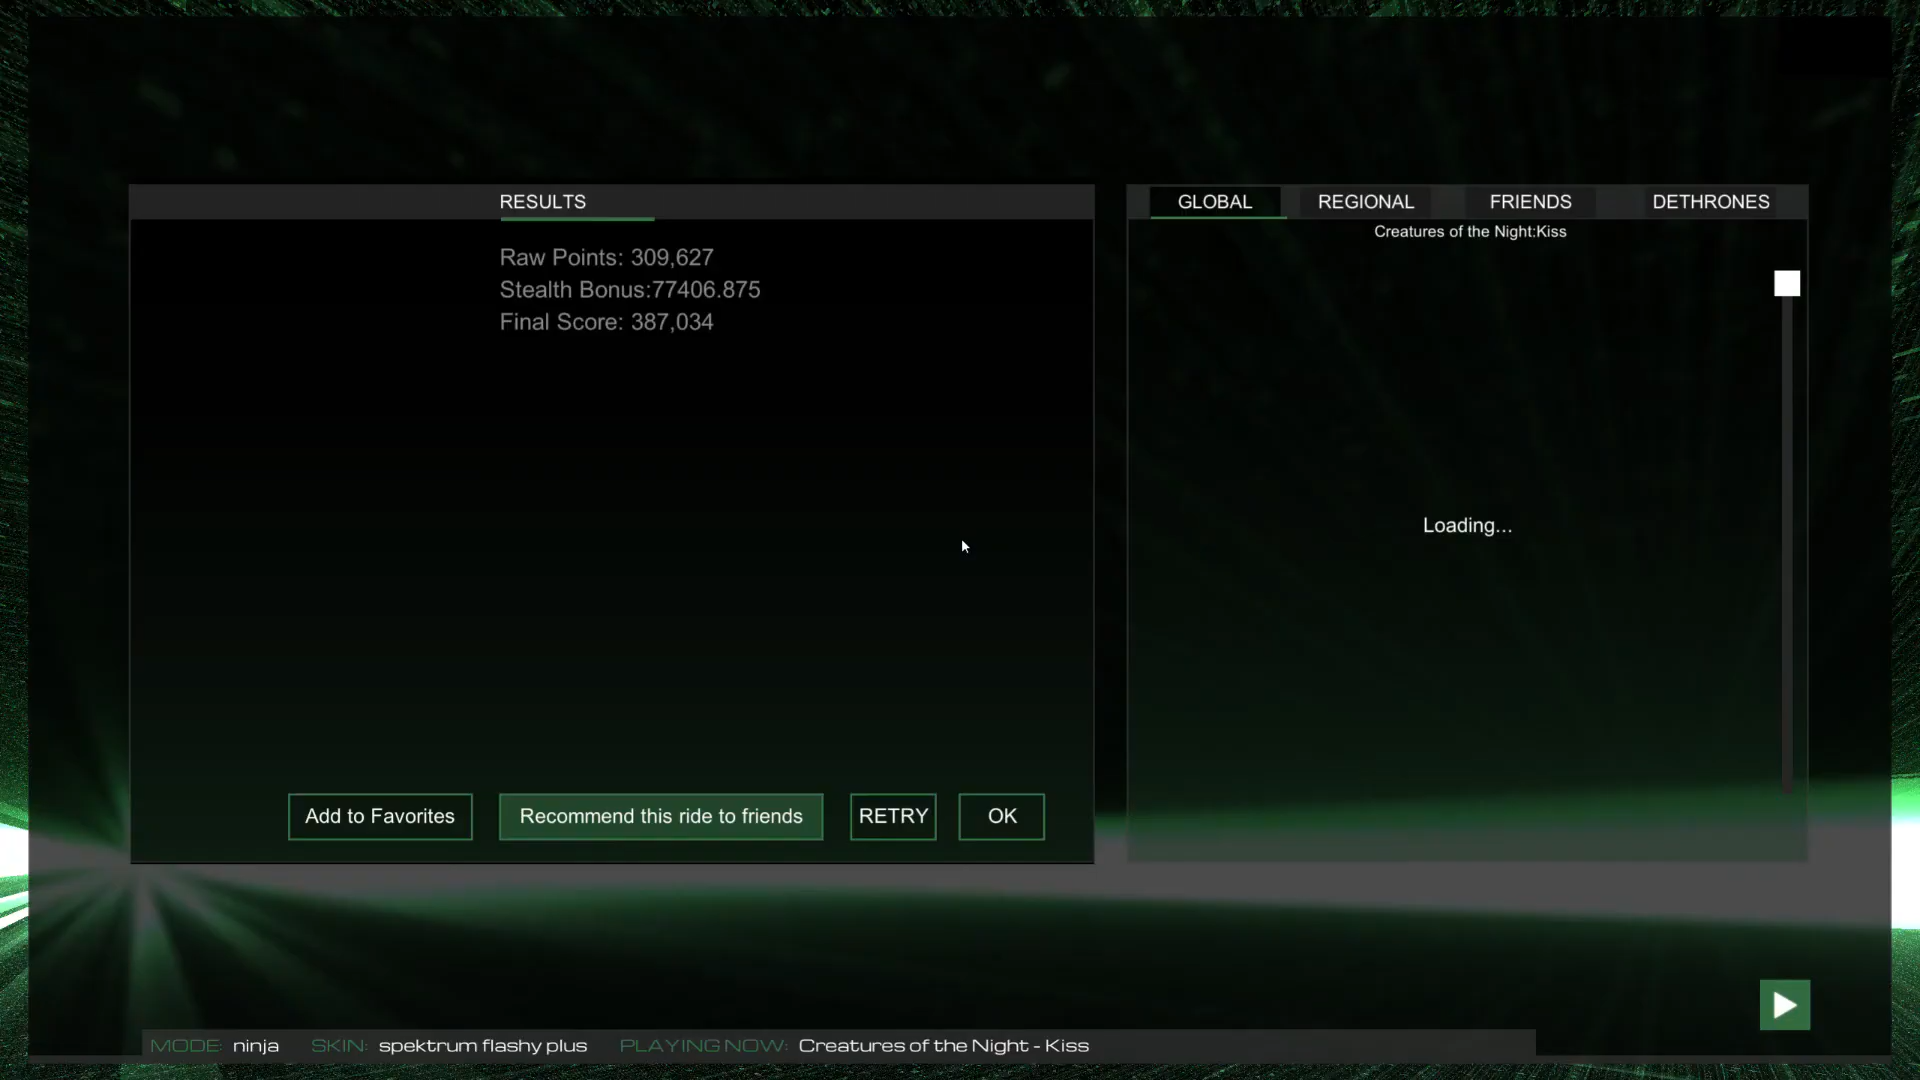 RESULTS
Raw Points: 309,627
Stealth Bonus:77406.875
Final Score: 387,034
Add to Favorites
Recommend this ride to friends
RETRY
OK
GLOBAL
REGIONAL
FRIENDS
DETHRONES
Creatures of the Night:Kiss
Loading...
MODE: ninja SKIN: spektrum flashy plus PLAYING NOW: Creatures of the Night - Kiss